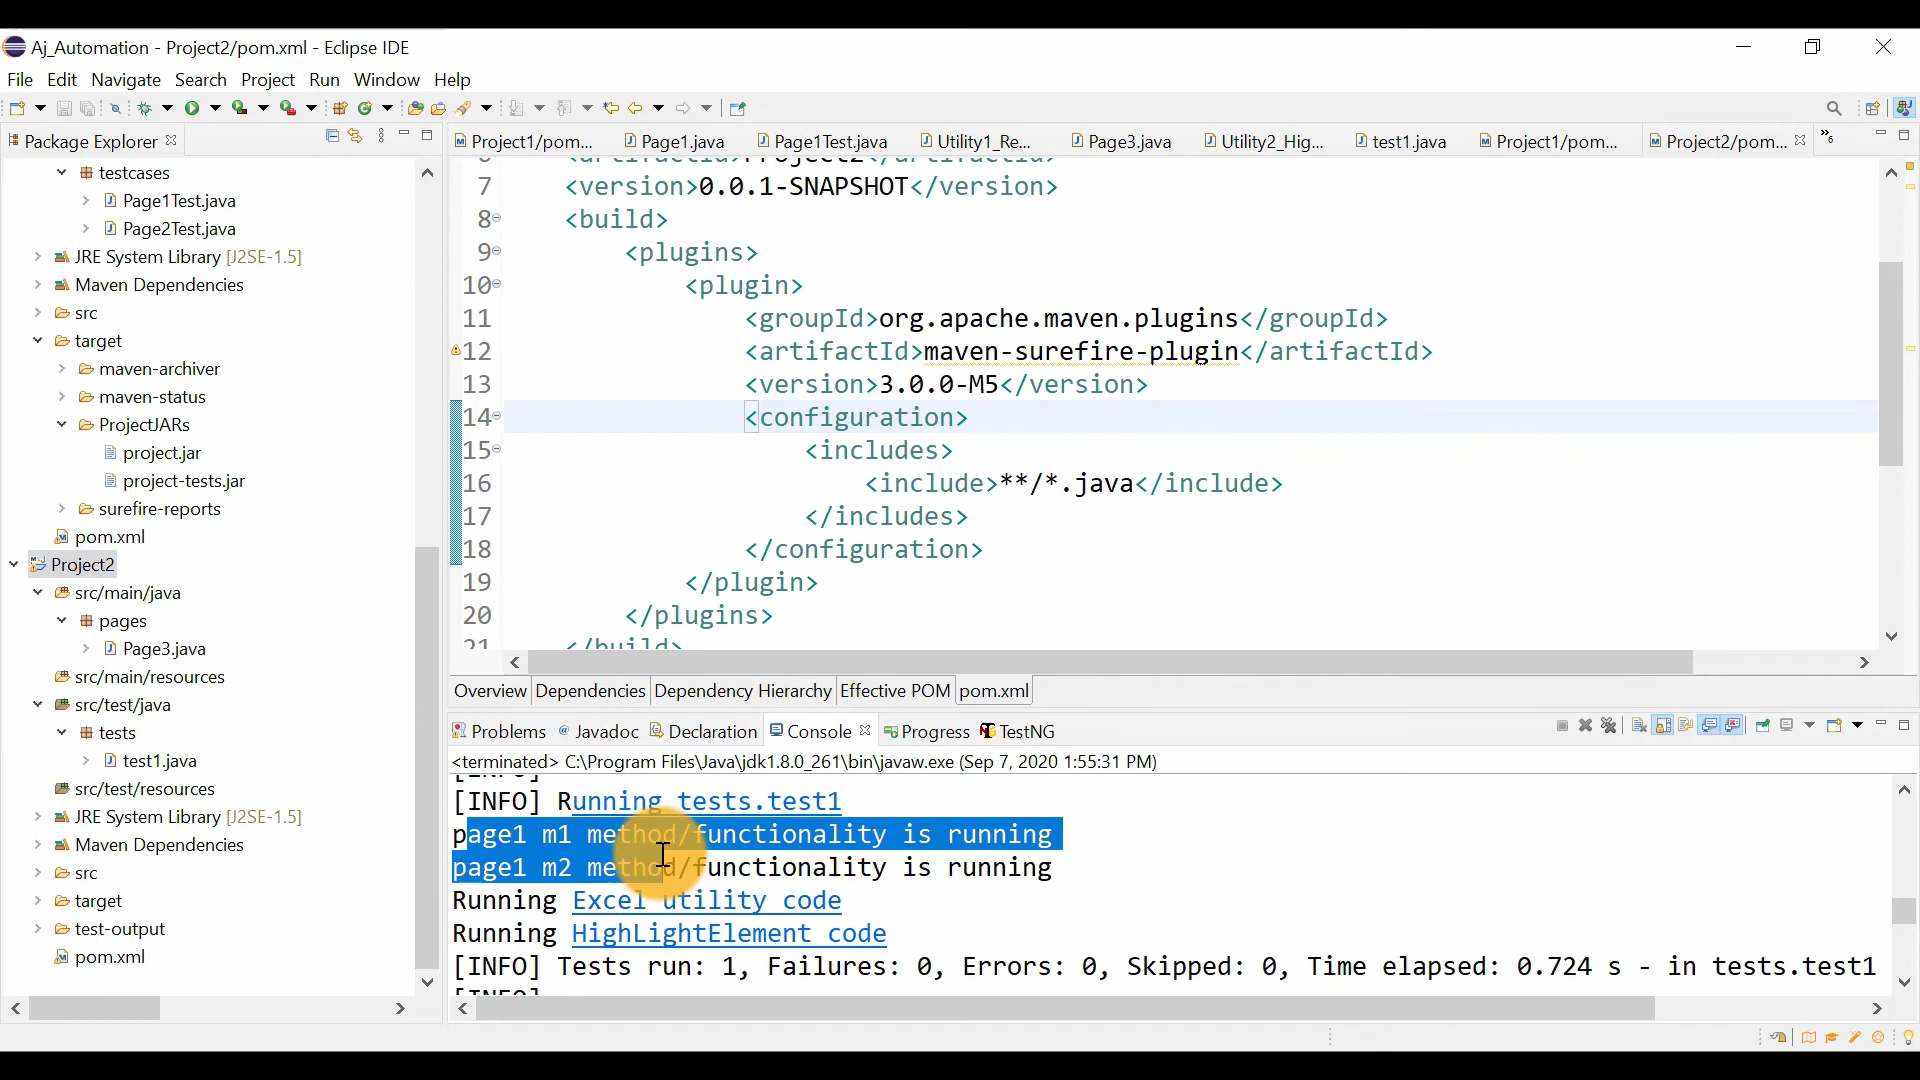 Aj_Automation - Project2/pom.xml - Eclipse IDE
File Edit Navigate Search Project Run Window Help
Package Explorer
testcases
Page1Test.java
Page2Test.java
JRE System Library [J2SE-1.5]
Maven Dependencies
src
target
maven-archiver
maven-status
ProjectJARs
project.jar
project-tests.jar
surefire-reports
pom.xml
Project2
src/main/java
pages
Page3.java
src/main/resources
src/test/java
tests
test1.java
src/test/resources
JRE System Library [J2SE-1.5]
Maven Dependencies
src
target
test-output
pom.xml
Project1/pom... Page1.java Page1Test.java Utility1_Re... Page3.java Utility2_Hig... test1.java Project1/pom... Project2/pom... »6
<artifactId>Project2</artifactId>
7 <version>0.0.1-SNAPSHOT</version>
8 <build>
9 <plugins>
10 <plugin>
11 <groupId>org.apache.maven.plugins</groupId>
12 <artifactId>maven-surefire-plugin</artifactId>
13 <version>3.0.0-M5</version>
14 <configuration>
15 <includes>
16 <include>**/*.java</include>
17 </includes>
18 </configuration>
19 </plugin>
20 </plugins>
21 </build>
Overview Dependencies Dependency Hierarchy Effective POM pom.xml
Problems Javadoc Declaration Console Progress TestNG
<terminated> C:\Program Files\Java\jdk1.8.0_261\bin\javaw.exe (Sep 7, 2020 1:55:31 PM)
[INFO]
[INFO] Running tests.test1
page1 m1 method/functionality is running
page1 m2 method/functionality is running
Running Excel utility code
Running HighLightElement code
[INFO] Tests run: 1, Failures: 0, Errors: 0, Skipped: 0, Time elapsed: 0.724 s - in tests.test1
[INFO]